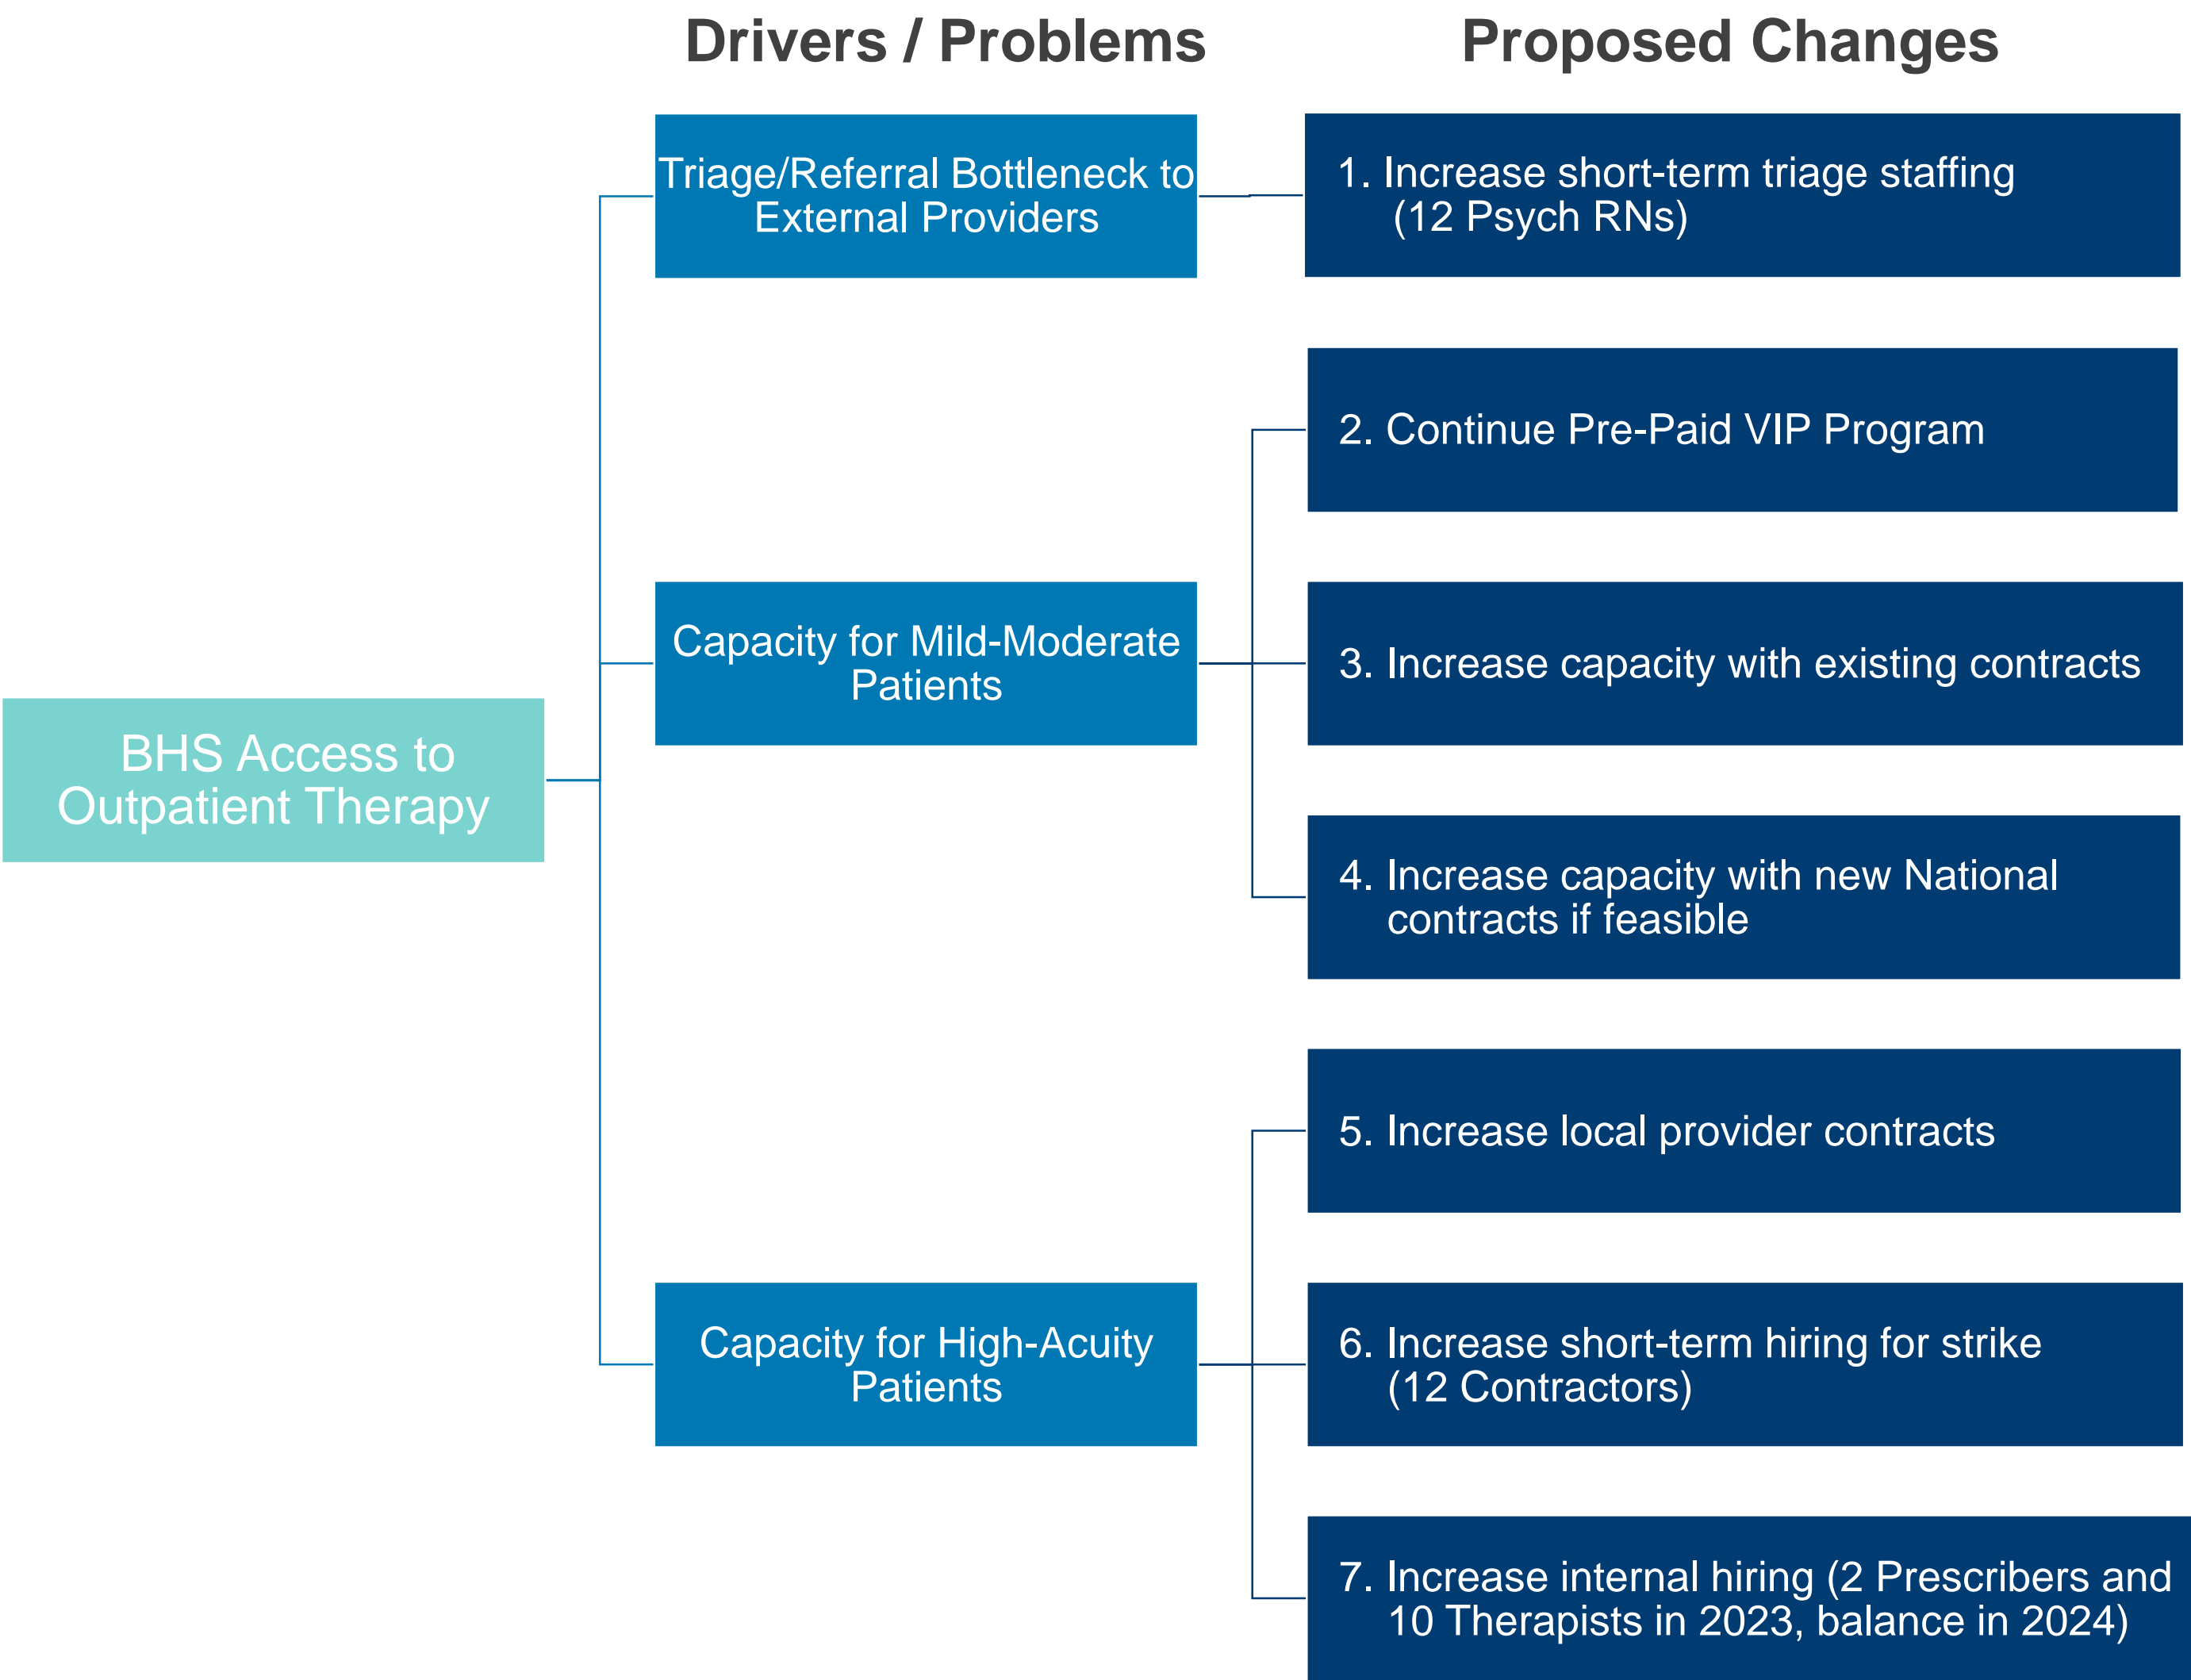 Drivers / Problems
Proposed Changes
BHS Access to
Outpatient Therapy
Triage/Referral Bottleneck to
External Providers
1. Increase short-term triage staffing
(12 Psych RNs)
Capacity for Mild-Moderate
Patients
2. Continue Pre-Paid VIP Program
3. Increase capacity with existing contracts
4. Increase capacity with new National
contracts if feasible
Capacity for High-Acuity
Patients
5. Increase local provider contracts
6. Increase short-term hiring for strike
(12 Contractors)
7. Increase internal hiring (2 Prescribers and
10 Therapists in 2023, balance in 2024)